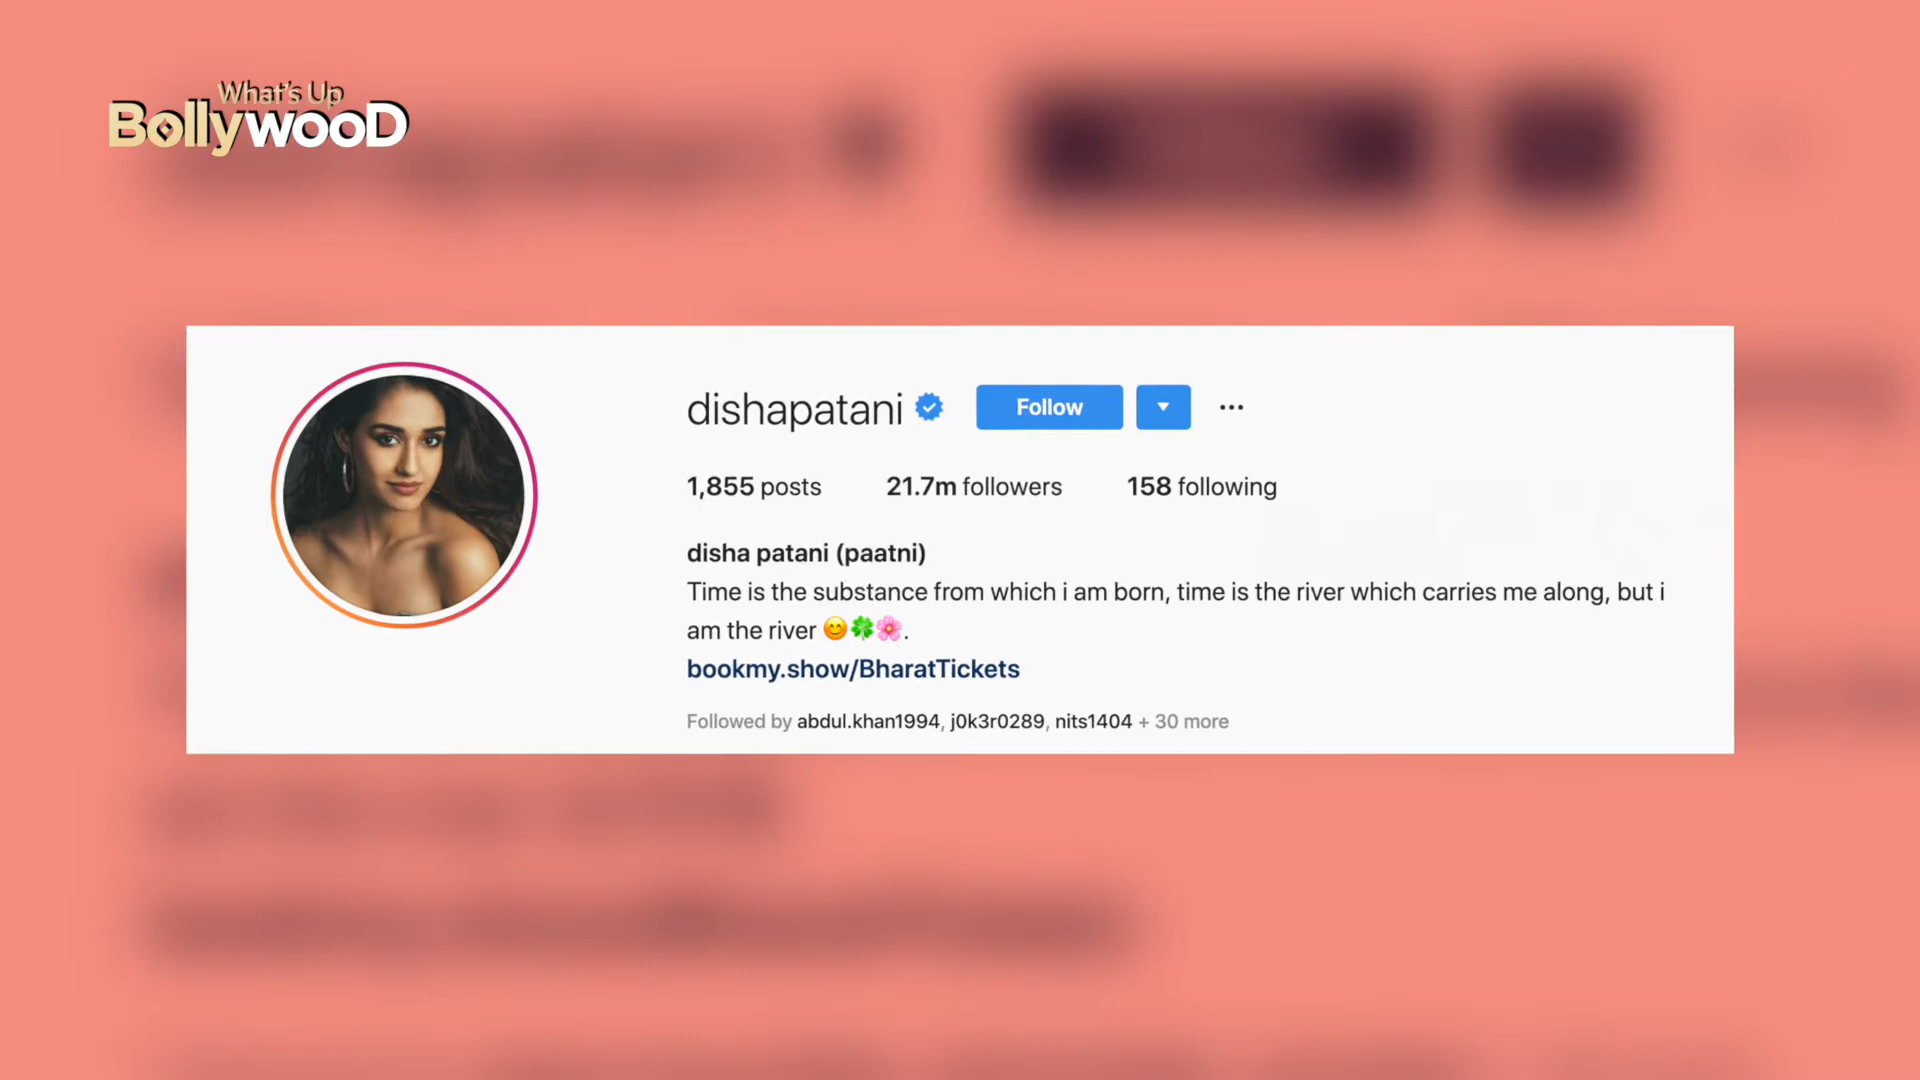 What's Up
BollywooD
dishapatani
Follow
1,855 posts 21.7m followers 158 following
disha patani (paatni)
Time is the substance from which i am born, time is the river which carries me along, but i
am the river 😊🍀🌸.
bookmy.show/BharatTickets
Followed by abdul.khan1994, j0k3r0289, nits1404 + 30 more